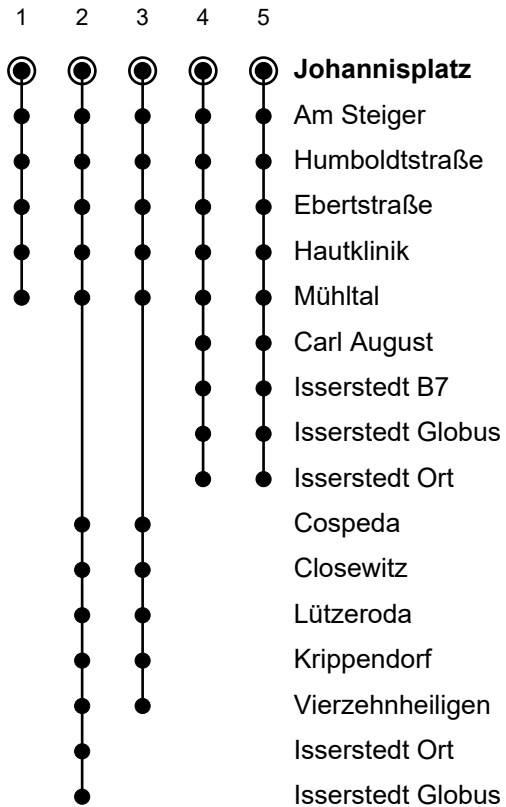 1 2 3 4 5
Johannisplatz
Am Steiger
Humboldtstraße
Ebertstraße
Hautklinik
Mühltal
Carl August
Isserstedt B7
Isserstedt Globus
Isserstedt Ort
Cospeda
Closewitz
Lützeroda
Krippendorf
Vierzehnheiligen
Isserstedt Ort
Isserstedt Globus